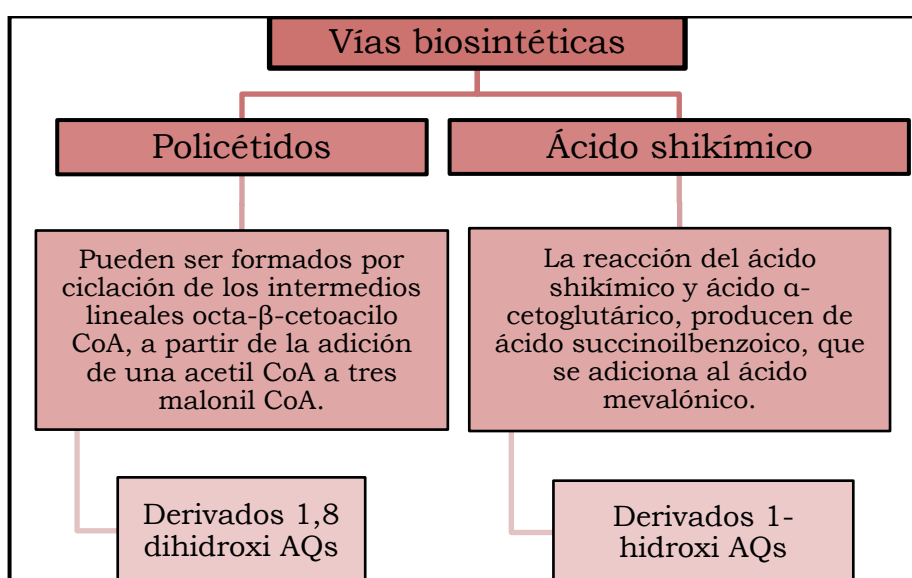 Vías biosintéticas
Policétidos
Pueden ser formados por
ciclación de los intermedios
lineales octa-β-cetoacilo
CoA, a partir de la adición
de una acetil CoA a tres
malonil CoA.
Derivados 1,8
dihidroxi AQs
Ácido shikímico
La reacción del ácido
shikímico y ácido α-
cetoglutárico, producen de
ácido succinoilbenzoico, que
se adiciona al ácido
mevalónico.
Derivados 1-
hidroxi AQs